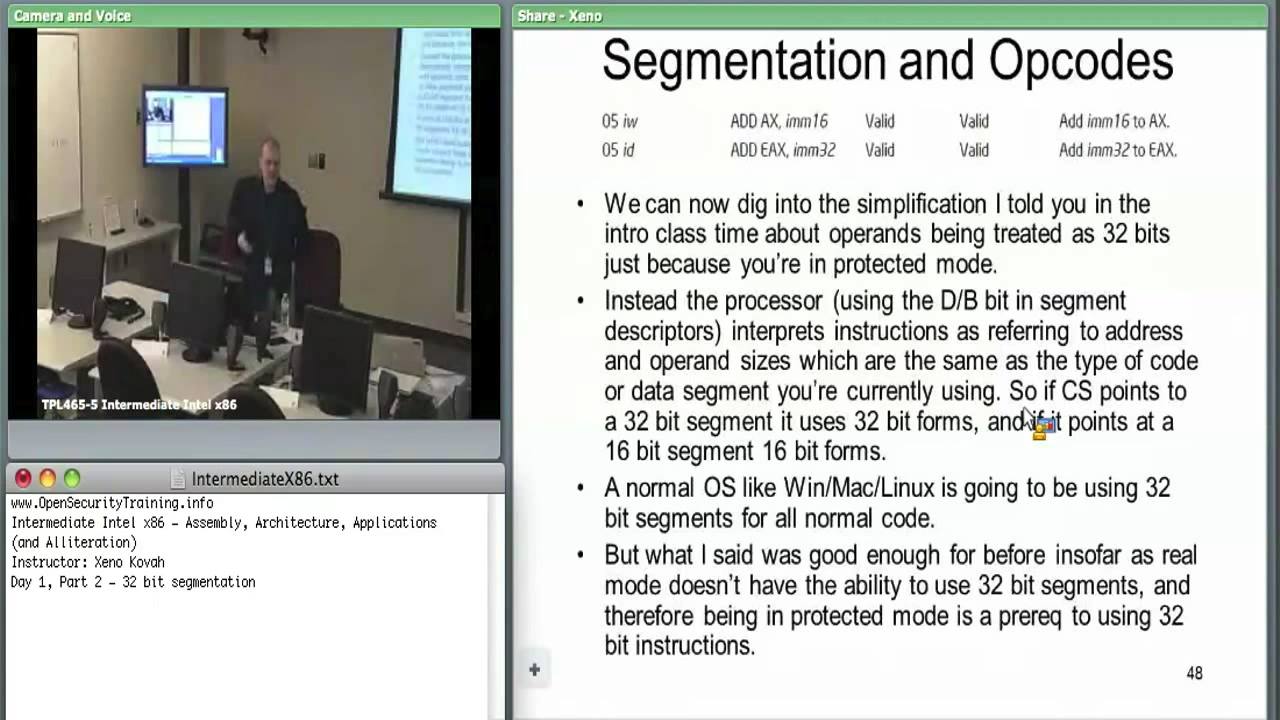 Camera and Voice
TPL465-5 Intermediate Intel x86
IntermediateX86.txt
www.OpenSecurityTraining.info
Intermediate Intel x86 – Assembly, Architecture, Applications
(and Alliteration)
Instructor: Xeno Kovah
Day 1, Part 2 – 32 bit segmentation
Share - Xeno
Segmentation and Opcodes
05 iw ADD AX, imm16 Valid Valid Add imm16 to AX.
05 id ADD EAX, imm32 Valid Valid Add imm32 to EAX.
• We can now dig into the simplification I told you in the
intro class time about operands being treated as 32 bits
just because you're in protected mode.
• Instead the processor (using the D/B bit in segment
descriptors) interprets instructions as referring to address
and operand sizes which are the same as the type of code
or data segment you're currently using. So if CS points to
a 32 bit segment it uses 32 bit forms, and if it points at a
16 bit segment 16 bit forms.
• A normal OS like Win/Mac/Linux is going to be using 32
bit segments for all normal code.
• But what I said was good enough for before insofar as real
mode doesn't have the ability to use 32 bit segments, and
therefore being in protected mode is a prereq to using 32
bit instructions.
48